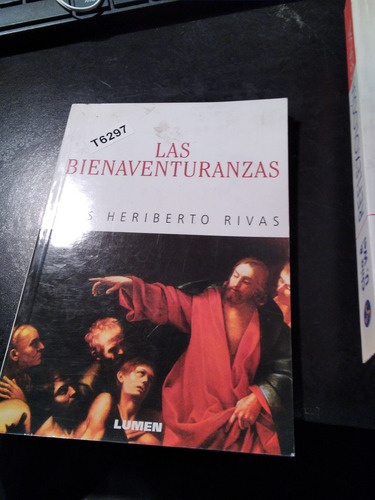 T6297
LAS
BIENAVENTURANZAS
S HERIBERTO RIVAS
LUMEN